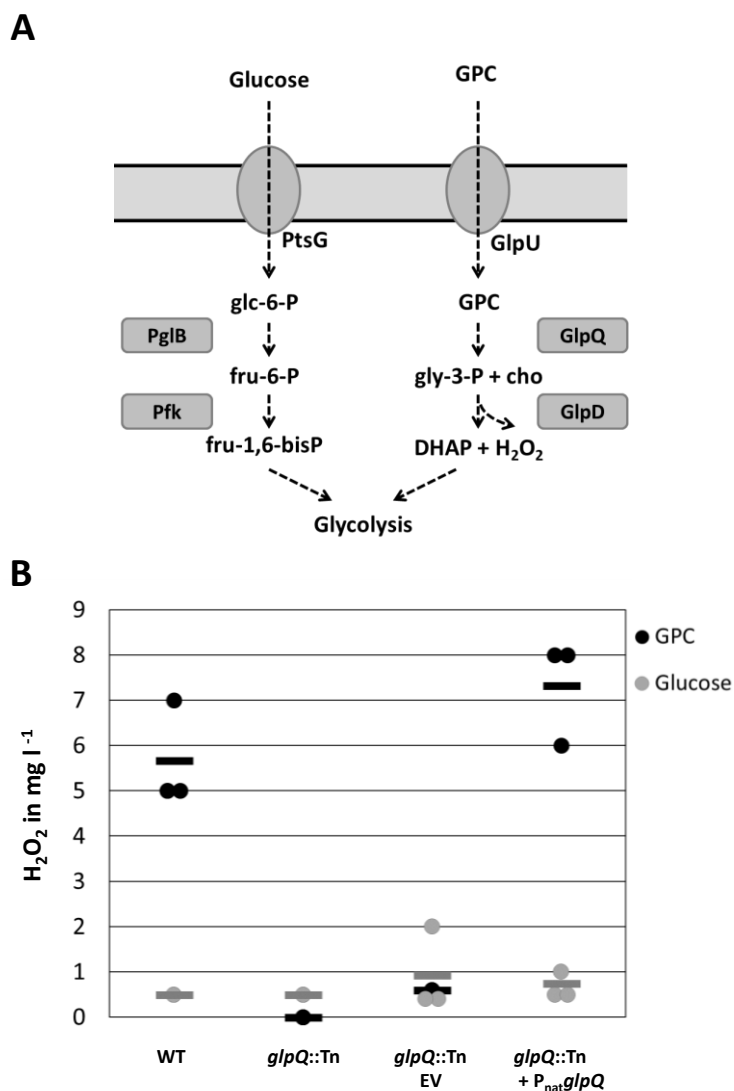 A
Glucose GPC
PtsG GlpU
glc-6-P GPC
PglB GlpQ
fru-6-P gly-3-P + cho
Pfk GlpD
fru-1,6-bisP DHAP + H₂O₂
Glycolysis
B
H₂O₂ in mg l⁻¹
9
8
7
6
5
4
3
2
1
0
GPC
Glucose
WT glpQ::Tn glpQ::Tn glpQ::Tn
EV + PₙₐₜglpQ